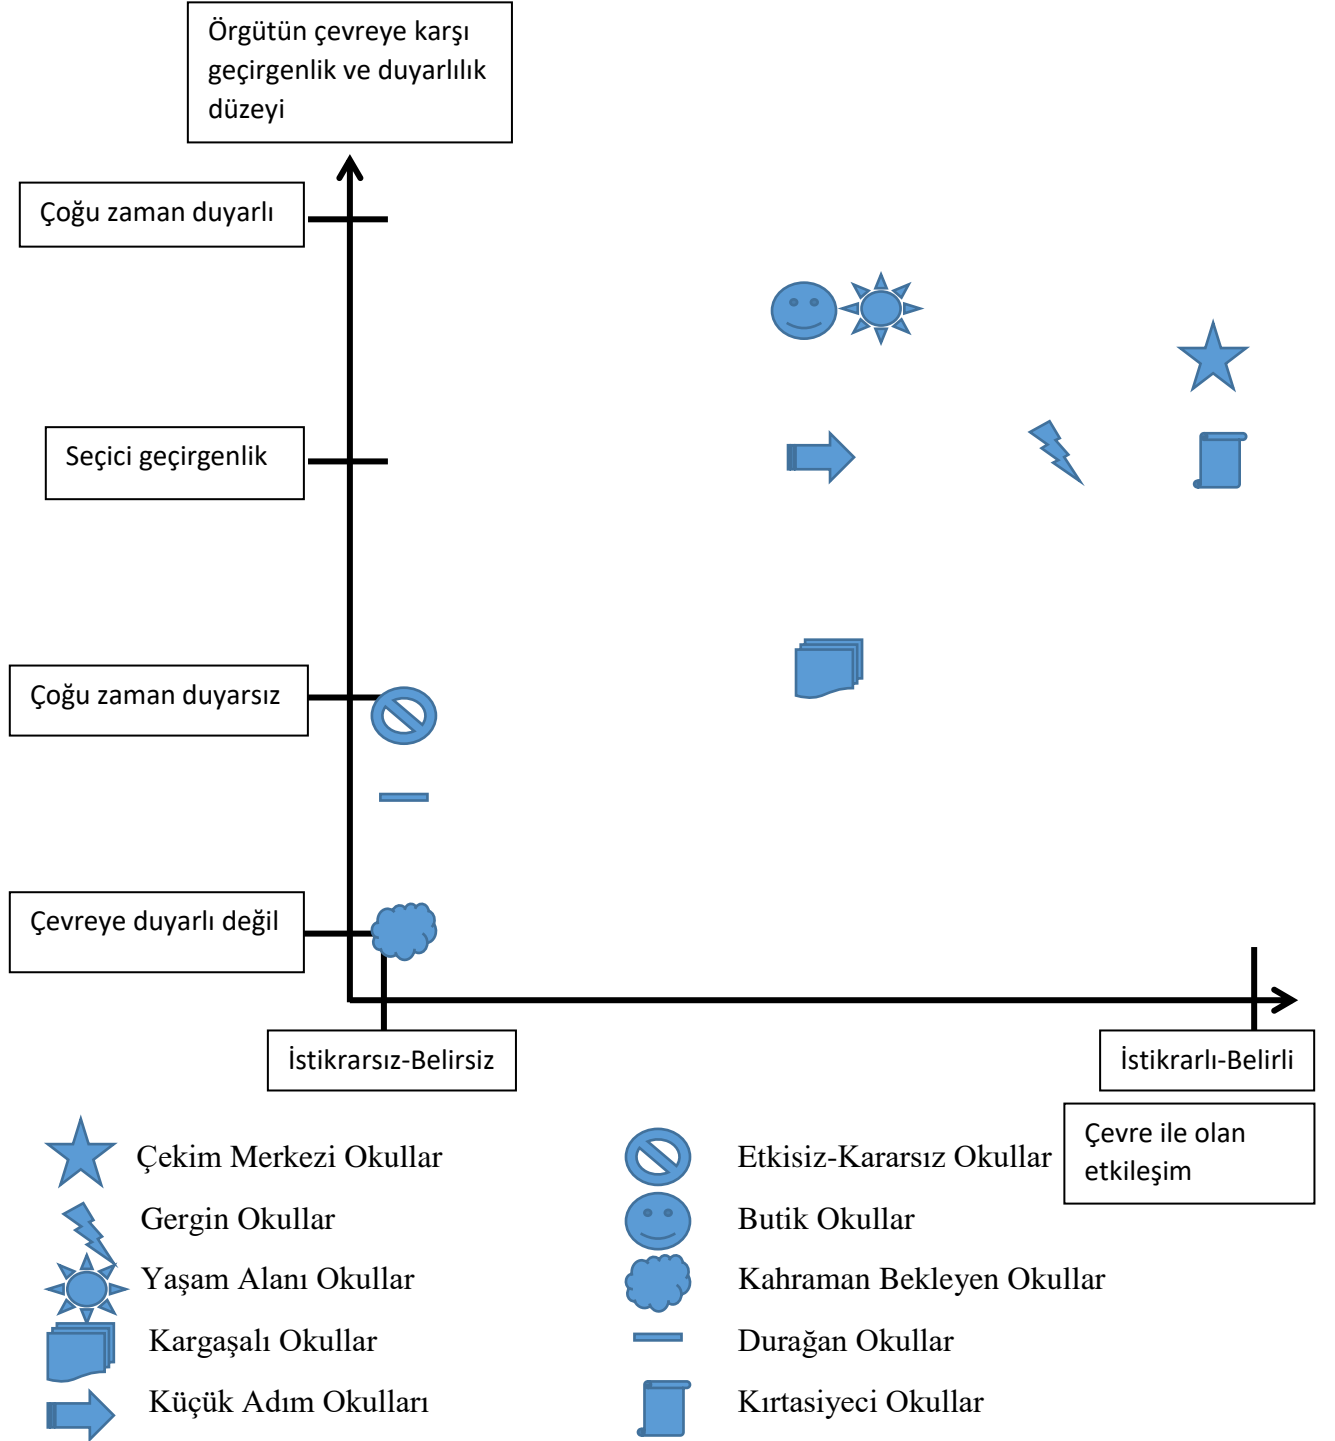 Örgütün çevreye karşı
geçirgenlik ve duyarlılık
düzeyi
Çoğu zaman duyarlı
Seçici geçirgenlik
Çoğu zaman duyarsız
Çevreye duyarlı değil
İstikrarsız-Belirsiz
İstikrarlı-Belirli
Çevre ile olan
etkileşim
Çekim Merkezi Okullar
Gergin Okullar
Yaşam Alanı Okullar
Kargaşalı Okullar
Küçük Adım Okulları
Etkisiz-Kararsız Okullar
Butik Okullar
Kahraman Bekleyen Okullar
Durağan Okullar
Kırtasiyeci Okullar